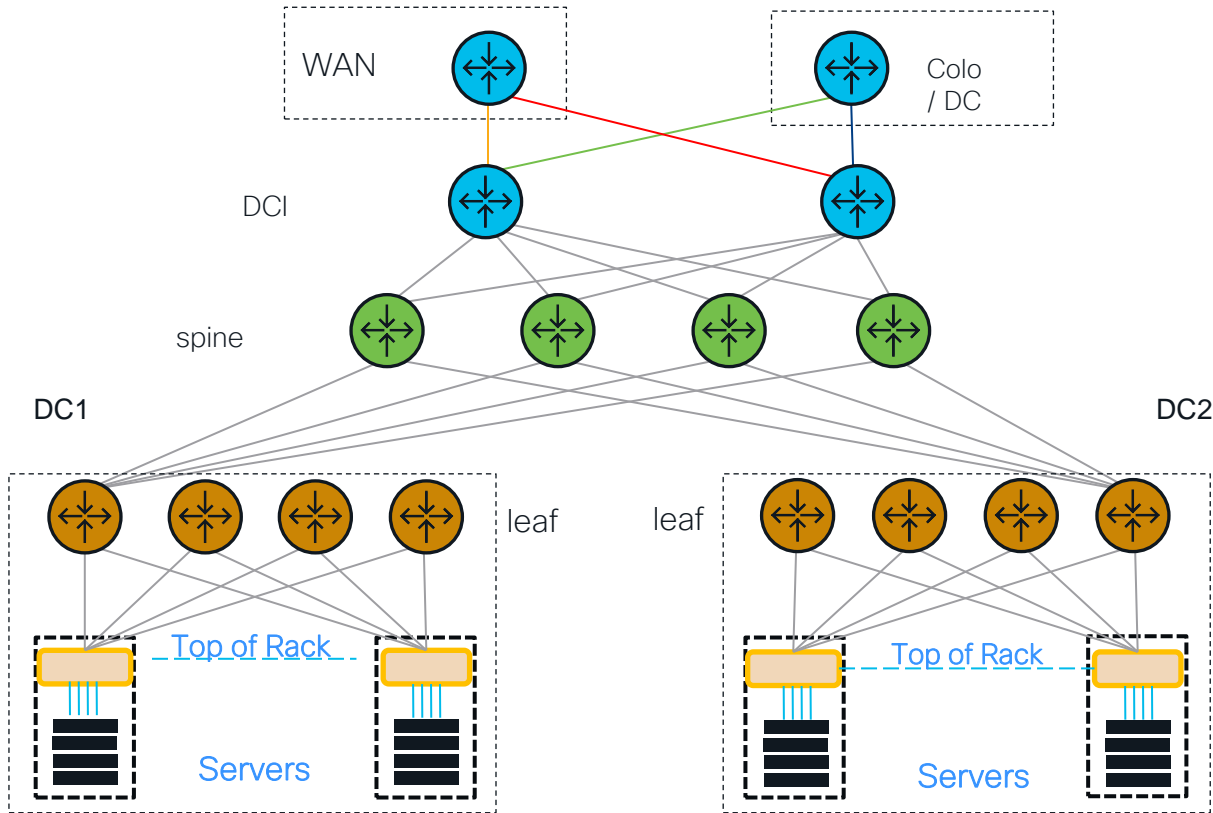 WAN
Colo
/ DC
DCI
spine
DC1
DC2
leaf
leaf
Top of Rack
Top of Rack
Servers
Servers